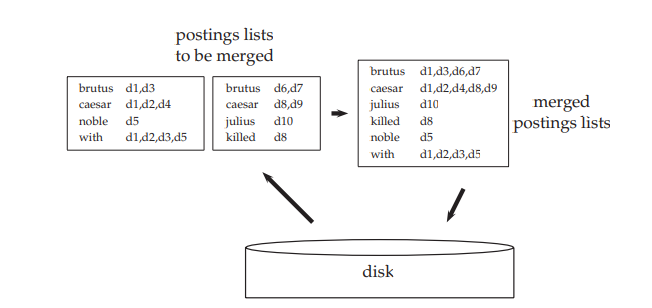 postings lists
to be merged
brutus d1,d3
caesar d1,d2,d4
noble d5
with d1,d2,d3,d5
brutus d6,d7
caesar d8,d9
julius d10
killed d8
brutus d1,d3,d6,d7
caesar d1,d2,d4,d8,d9
julius d10
killed d8
noble d5
with d1,d2,d3,d5
merged
postings lists
disk